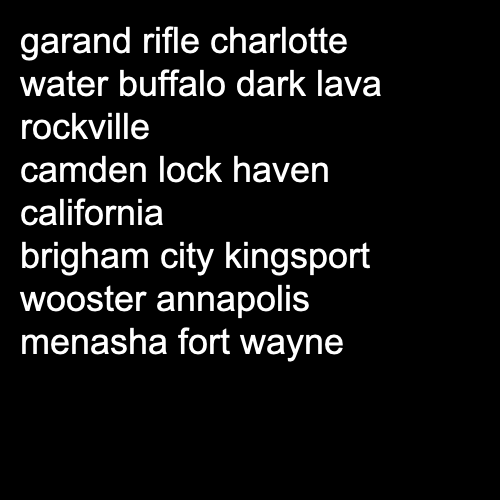 garand rifle charlotte
water buffalo dark lava
rockville
camden lock haven
california
brigham city kingsport
wooster annapolis
menasha fort wayne